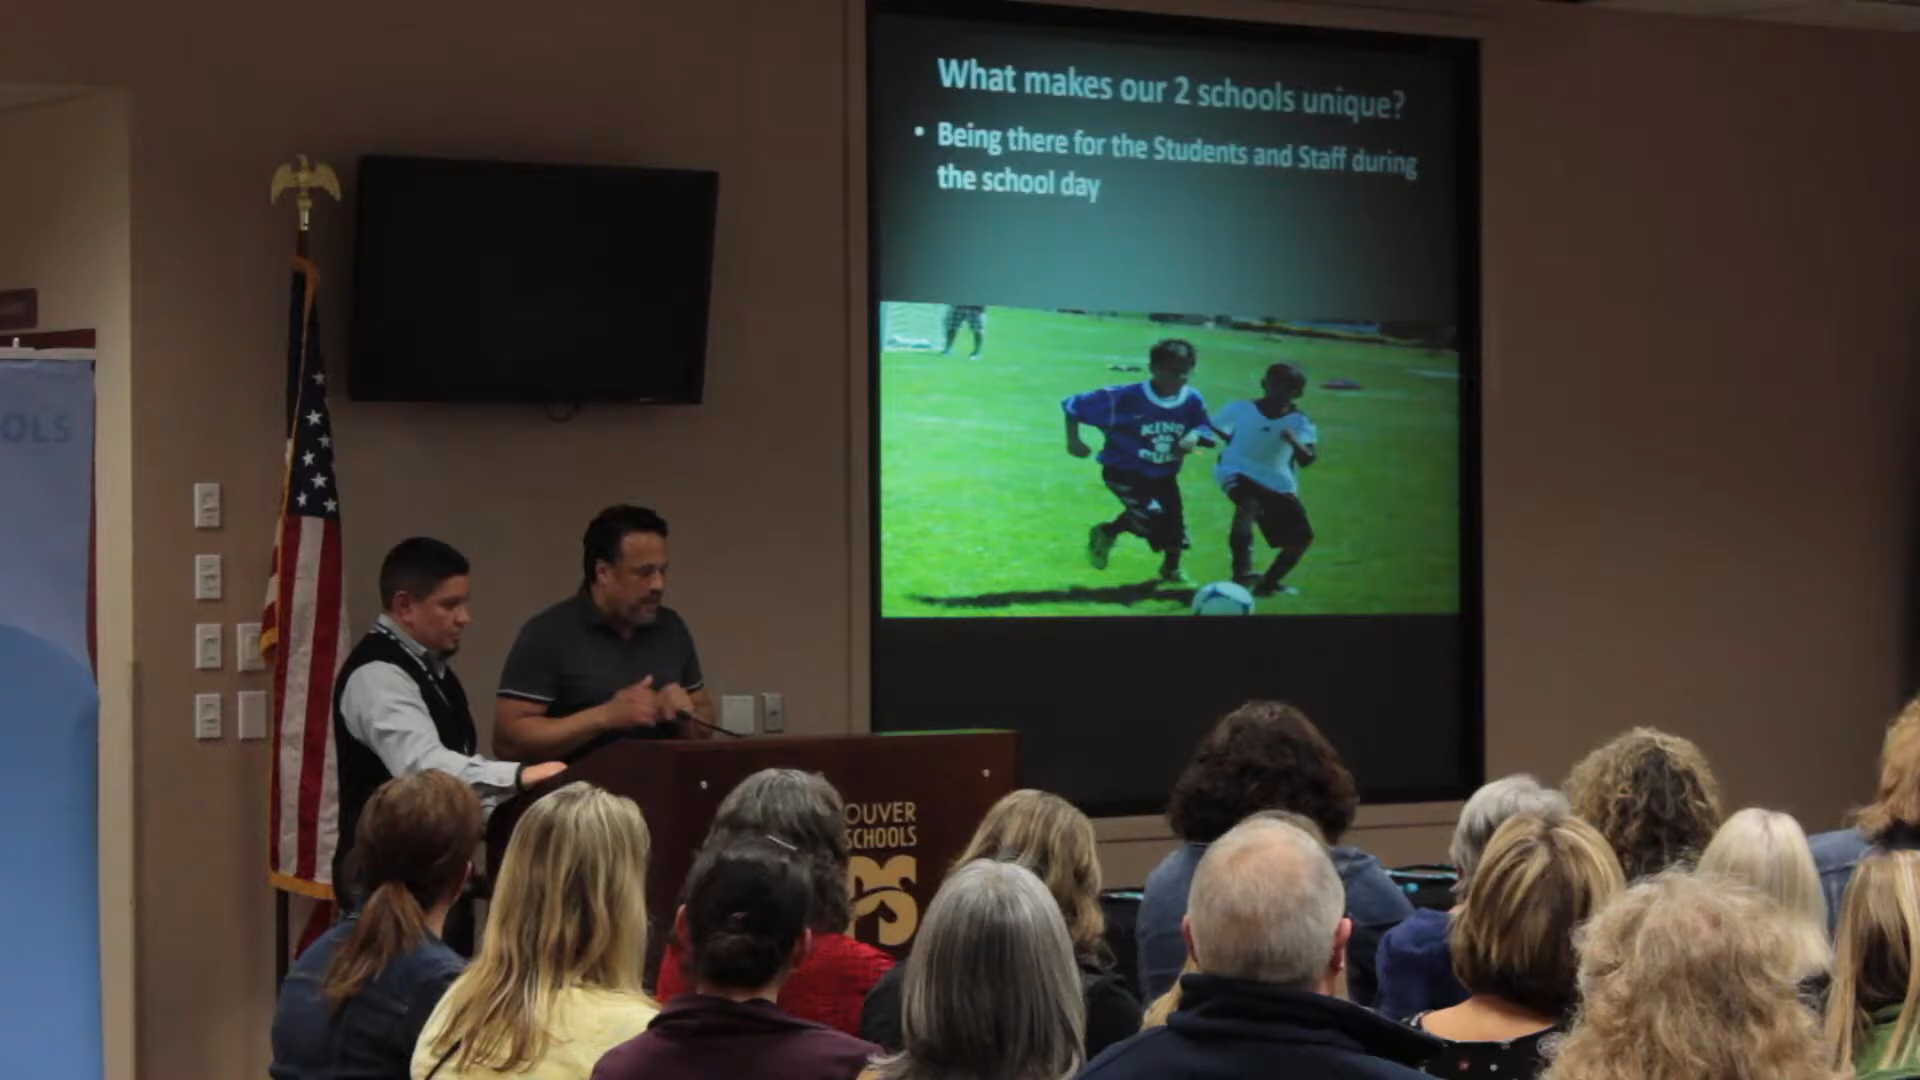 What makes our 2 schools unique?
• Being there for the Students and Staff during
the school day
KING
OLS
OUVER
SCHOOLS
PS